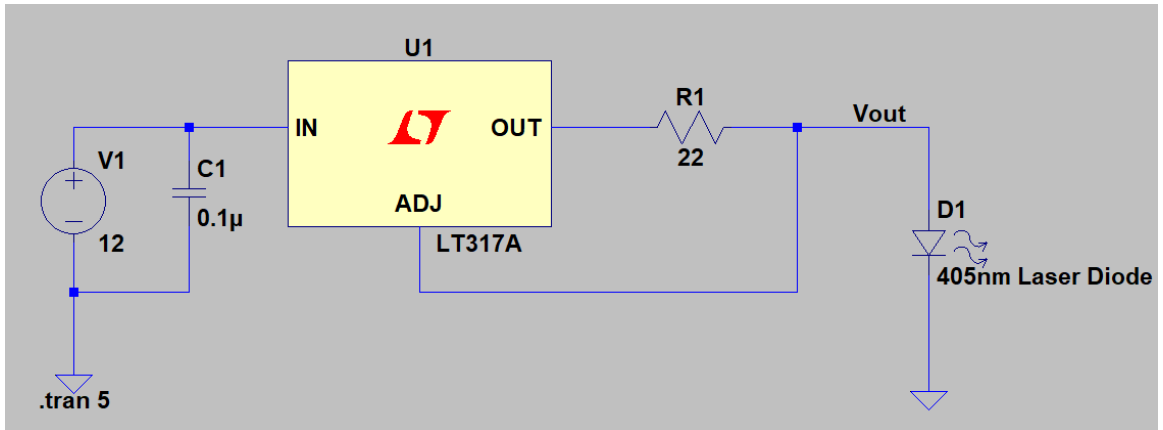 U1
R1
Vout
IN
OUT
V1
C1
22
ADJ
D1
0.1µ
12
LT317A
405nm Laser Diode
.tran 5